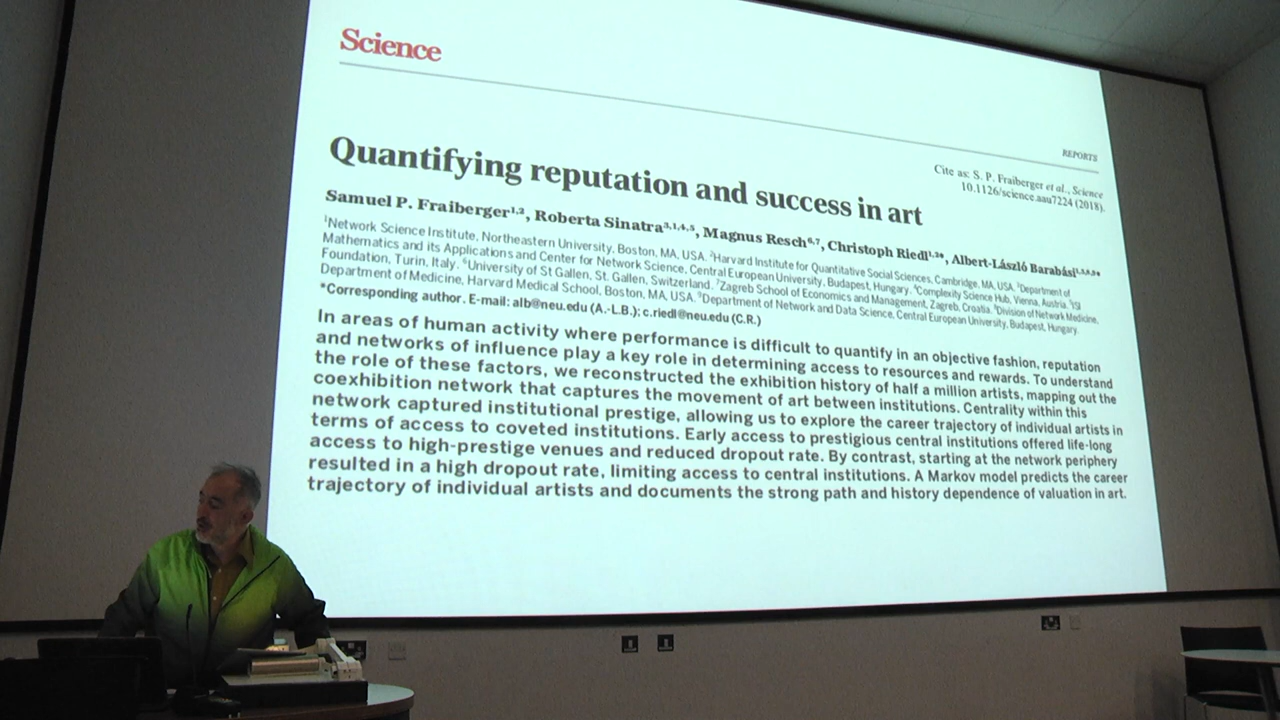 Science
REPORTS
Cite as: S. P. Fraiberger et al., Science
10.1126/science.aau7224 (2018).
Quantifying reputation and success in art
Samuel P. Fraiberger1,2, Roberta Sinatra3,1,4,5, Magnus Resch6,7, Christoph Riedl1,2*, Albert-László Barabási1,3,8,9*
1Network Science Institute, Northeastern University, Boston, MA, USA. 2Harvard Institute for Quantitative Social Sciences, Cambridge, MA, USA. 3Department of
Mathematics and its Applications and Center for Network Science, Central European University, Budapest, Hungary. 4Complexity Science Hub, Vienna, Austria. 5ISI
Foundation, Turin, Italy. 6University of St Gallen, St. Gallen, Switzerland. 7Zagreb School of Economics and Management, Zagreb, Croatia. 8Division of Network Medicine,
Department of Medicine, Harvard Medical School, Boston, MA, USA. 9Department of Network and Data Science, Central European University, Budapest, Hungary.
*Corresponding author. E-mail: alb@neu.edu (A.-L.B.); c.riedl@neu.edu (C.R.)
In areas of human activity where performance is difficult to quantify in an objective fashion, reputation
and networks of influence play a key role in determining access to resources and rewards. To understand
the role of these factors, we reconstructed the exhibition history of half a million artists, mapping out the
coexhibition network that captures the movement of art between institutions. Centrality within this
network captured institutional prestige, allowing us to explore the career trajectory of individual artists in
terms of access to coveted institutions. Early access to prestigious central institutions offered life-long
access to high-prestige venues and reduced dropout rate. By contrast, starting at the network periphery
resulted in a high dropout rate, limiting access to central institutions. A Markov model predicts the career
trajectory of individual artists and documents the strong path and history dependence of valuation in art.